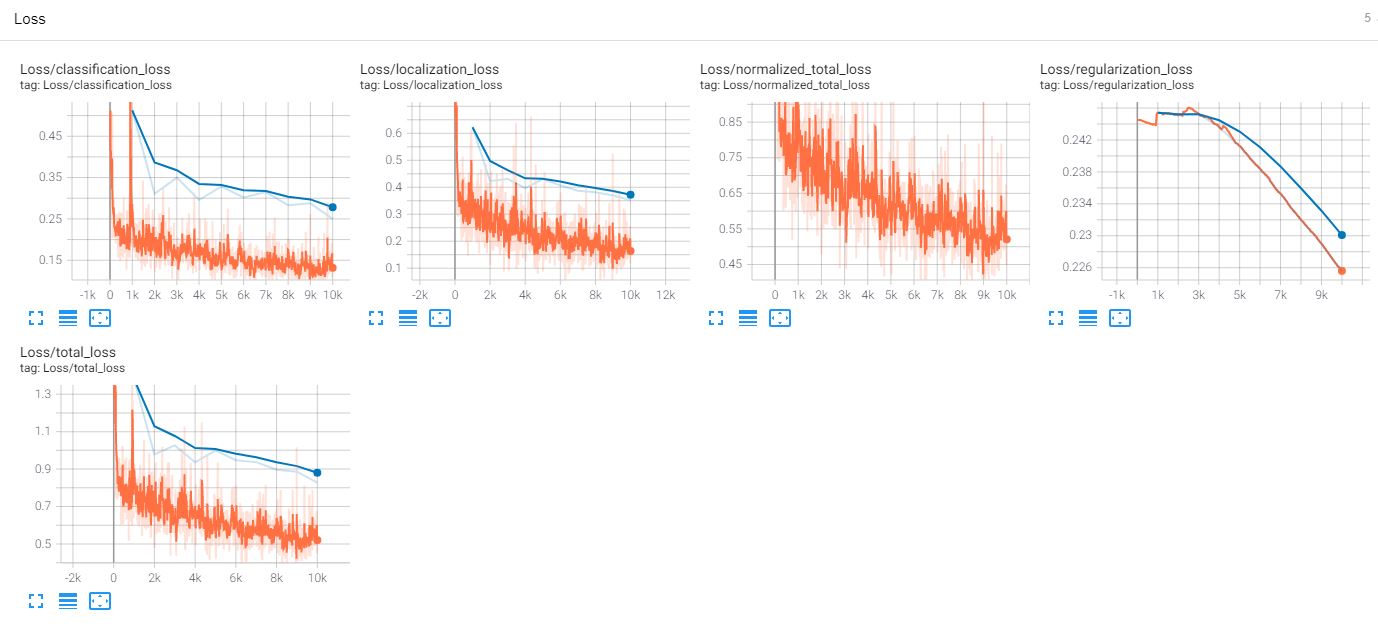 Loss
5
Loss/classification_loss
tag: Loss/classification_loss
0.45
0.35
0.25
0.15
-1k 0 1k 2k 3k 4k 5k 6k 7k 8k 9k 10k
Loss/localization_loss
tag: Loss/localization_loss
0.6
0.5
0.4
0.3
0.2
0.1
-2k 0 2k 4k 6k 8k 10k 12k
Loss/normalized_total_loss
tag: Loss/normalized_total_loss
0.85
0.75
0.65
0.55
0.45
0 1k 2k 3k 4k 5k 6k 7k 8k 9k 10k
Loss/regularization_loss
tag: Loss/regularization_loss
0.242
0.238
0.234
0.23
0.226
-1k 1k 3k 5k 7k 9k
Loss/total_loss
tag: Loss/total_loss
1.3
1.1
0.9
0.7
0.5
-2k 0 2k 4k 6k 8k 10k